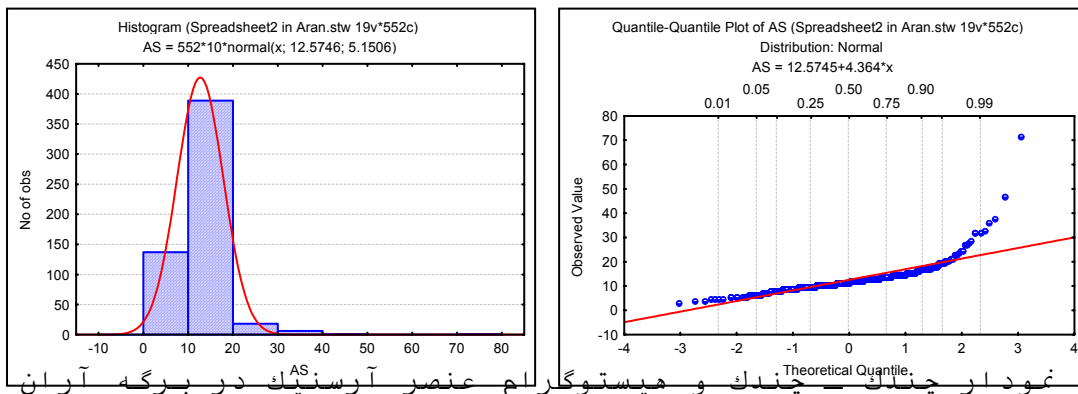 Histogram (Spreadsheet2 in Aran.stw 19v*552c)
AS = 552*10*normal(x; 12.5746; 5.1506)
450
400
350
300
250
200
150
100
50
0
No of obs
-10 0 10 20 30 40 50 60 70 80
AS
Quantile-Quantile Plot of AS (Spreadsheet2 in Aran.stw 19v*552c)
Distribution: Normal
AS = 12.5745+4.364*x
0.01 0.05 0.25 0.50 0.75 0.90 0.99
80
70
60
50
40
30
20
10
0
-10
Observed Value
-4 -3 -2 -1 0 1 2 3 4
Theoretical Quantile
نمودار چندك – چندك و هيستوگرام عنصر آرسنيك در برگه آران